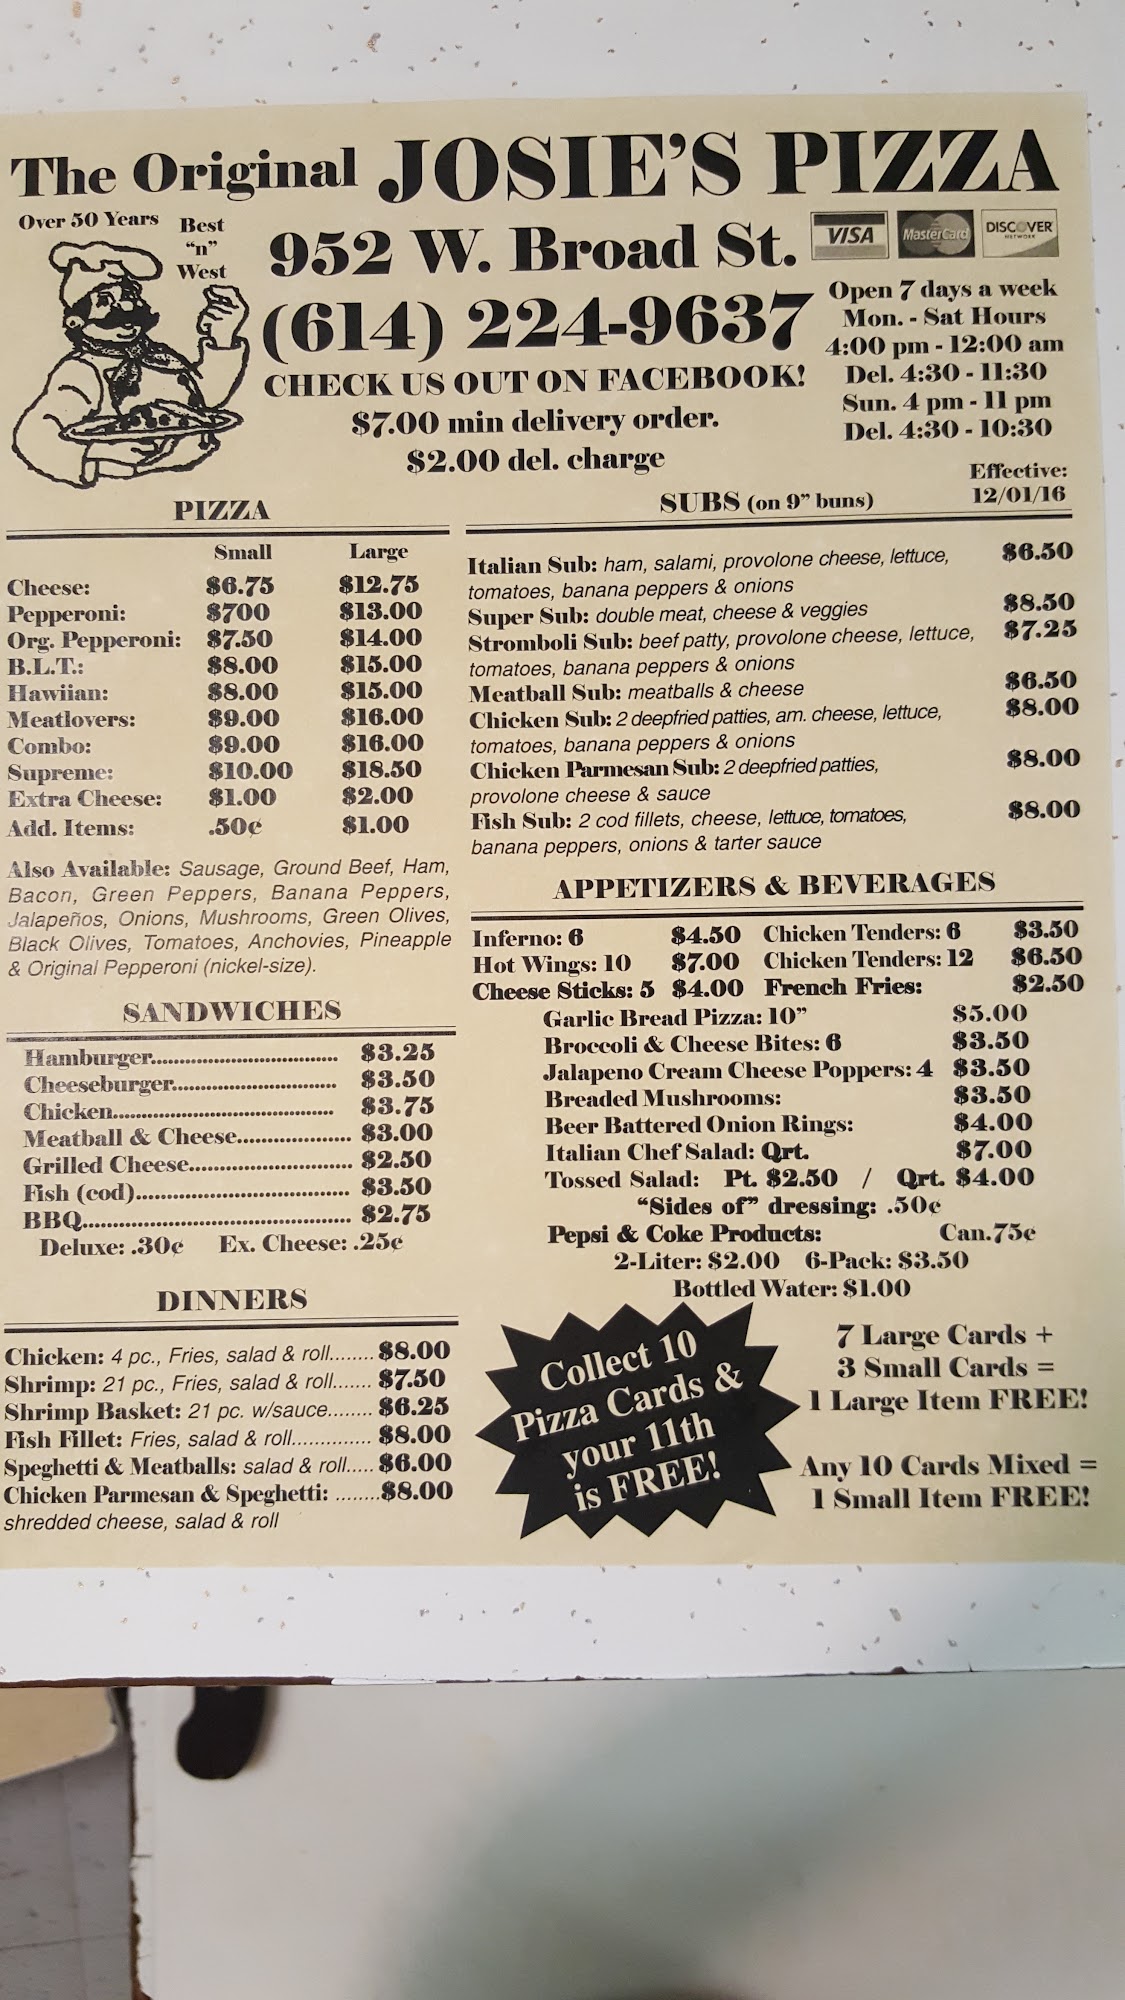 The Original JOSIE'S PIZZA
Over 50 Years
Best
"n"
West
952 W. Broad St.
(614) 224-9637
CHECK US OUT ON FACEBOOK!
$7.00 min delivery order.
$2.00 del. charge
VISA MasterCard DISCOVER
NETWORK
Open 7 days a week
Mon. - Sat Hours
4:00 pm - 12:00 am
Del. 4:30 - 11:30
Sun. 4 pm - 11 pm
Del. 4:30 - 10:30
Effective:
12/01/16
PIZZA
Small Large
Cheese: $6.75 $12.75
Pepperoni: $700 $13.00
Org. Pepperoni: $7.50 $14.00
B.L.T.: $8.00 $15.00
Hawiian: $8.00 $15.00
Meatlovers: $9.00 $16.00
Combo: $9.00 $16.00
Supreme: $10.00 $18.50
Extra Cheese: $1.00 $2.00
Add. Items: .50¢ $1.00
Also Available: Sausage, Ground Beef, Ham,
Bacon, Green Peppers, Banana Peppers,
Jalapeños, Onions, Mushrooms, Green Olives,
Black Olives, Tomatoes, Anchovies, Pineapple
& Original Pepperoni (nickel-size).
SANDWICHES
Hamburger................................... $3.25
Cheeseburger............................... $3.50
Chicken......................................... $3.75
Meatball & Cheese.................... $3.00
Grilled Cheese............................. $2.50
Fish (cod)...................................... $3.50
BBQ................................................ $2.75
Deluxe: .30¢ Ex. Cheese: .25¢
DINNERS
Chicken: 4 pc., Fries, salad & roll........ $8.00
Shrimp: 21 pc., Fries, salad & roll....... $7.50
Shrimp Basket: 21 pc. w/sauce........ $6.25
Fish Fillet: Fries, salad & roll.............. $8.00
Speghetti & Meatballs: salad & roll..... $6.00
Chicken Parmesan & Speghetti: ........$8.00
shredded cheese, salad & roll
SUBS (on 9" buns)
Italian Sub: ham, salami, provolone cheese, lettuce, $6.50
tomatoes, banana peppers & onions
Super Sub: double meat, cheese & veggies $8.50
Stromboli Sub: beef patty, provolone cheese, lettuce, $7.25
tomatoes, banana peppers & onions
Meatball Sub: meatballs & cheese $6.50
Chicken Sub: 2 deepfried patties, am. cheese, lettuce, $8.00
tomatoes, banana peppers & onions
Chicken Parmesan Sub: 2 deepfried patties, $8.00
provolone cheese & sauce
Fish Sub: 2 cod fillets, cheese, lettuce, tomatoes, $8.00
banana peppers, onions & tarter sauce
APPETIZERS & BEVERAGES
Inferno: 6 $4.50 Chicken Tenders: 6 $3.50
Hot Wings: 10 $7.00 Chicken Tenders: 12 $6.50
Cheese Sticks: 5 $4.00 French Fries: $2.50
Garlic Bread Pizza: 10" $5.00
Broccoli & Cheese Bites: 6 $3.50
Jalapeno Cream Cheese Poppers: 4 $3.50
Breaded Mushrooms: $3.50
Beer Battered Onion Rings: $4.00
Italian Chef Salad: Qrt. $7.00
Tossed Salad: Pt. $2.50 / Qrt. $4.00
"Sides of" dressing: .50¢
Pepsi & Coke Products: Can.75¢
2-Liter: $2.00 6-Pack: $3.50
Bottled Water: $1.00
Collect 10
Pizza Cards &
your 11th
is FREE!
7 Large Cards +
3 Small Cards =
1 Large Item FREE!
Any 10 Cards Mixed =
1 Small Item FREE!